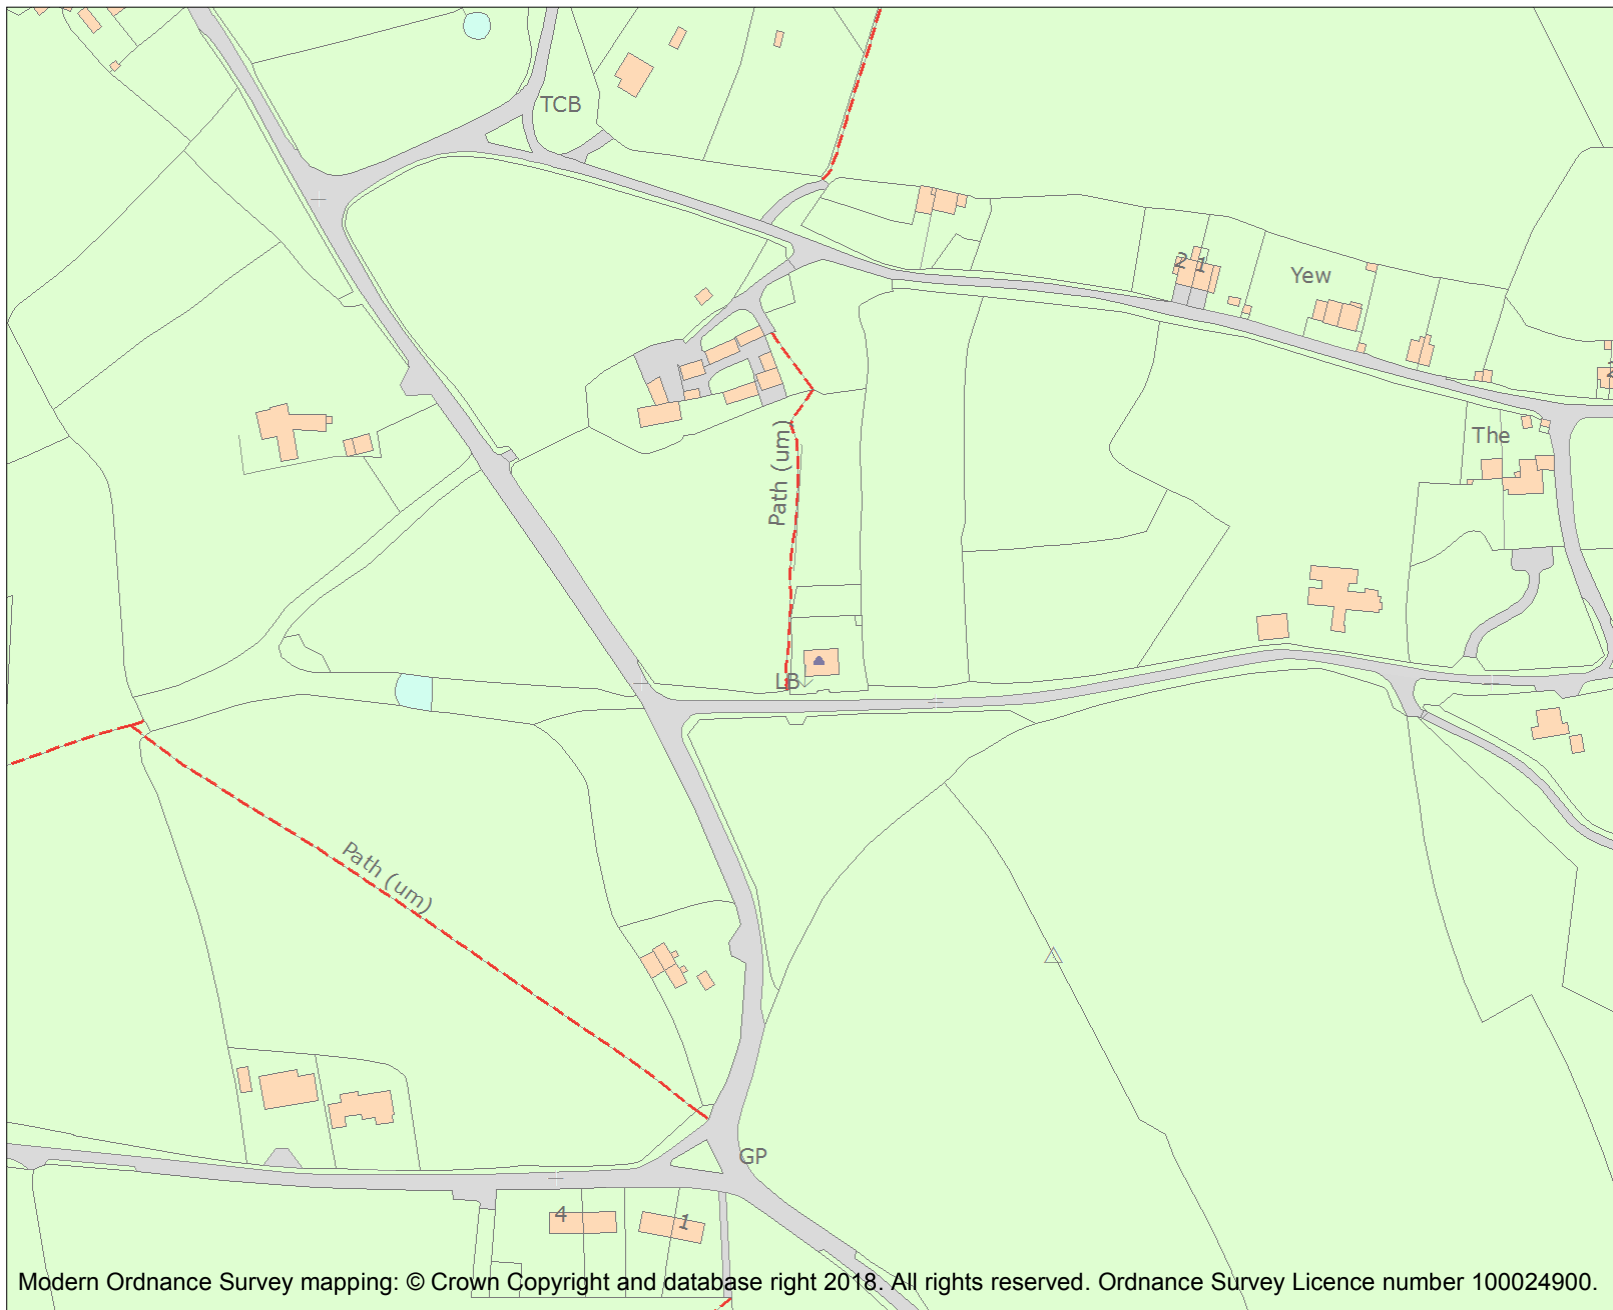 TCB
2 1
Yew
2
The
Path (um)
LB
Path (um)
GP
4
1
Modern Ordnance Survey mapping: © Crown Copyright and database right 2018. All rights reserved. Ordnance Survey Licence number 100024900.